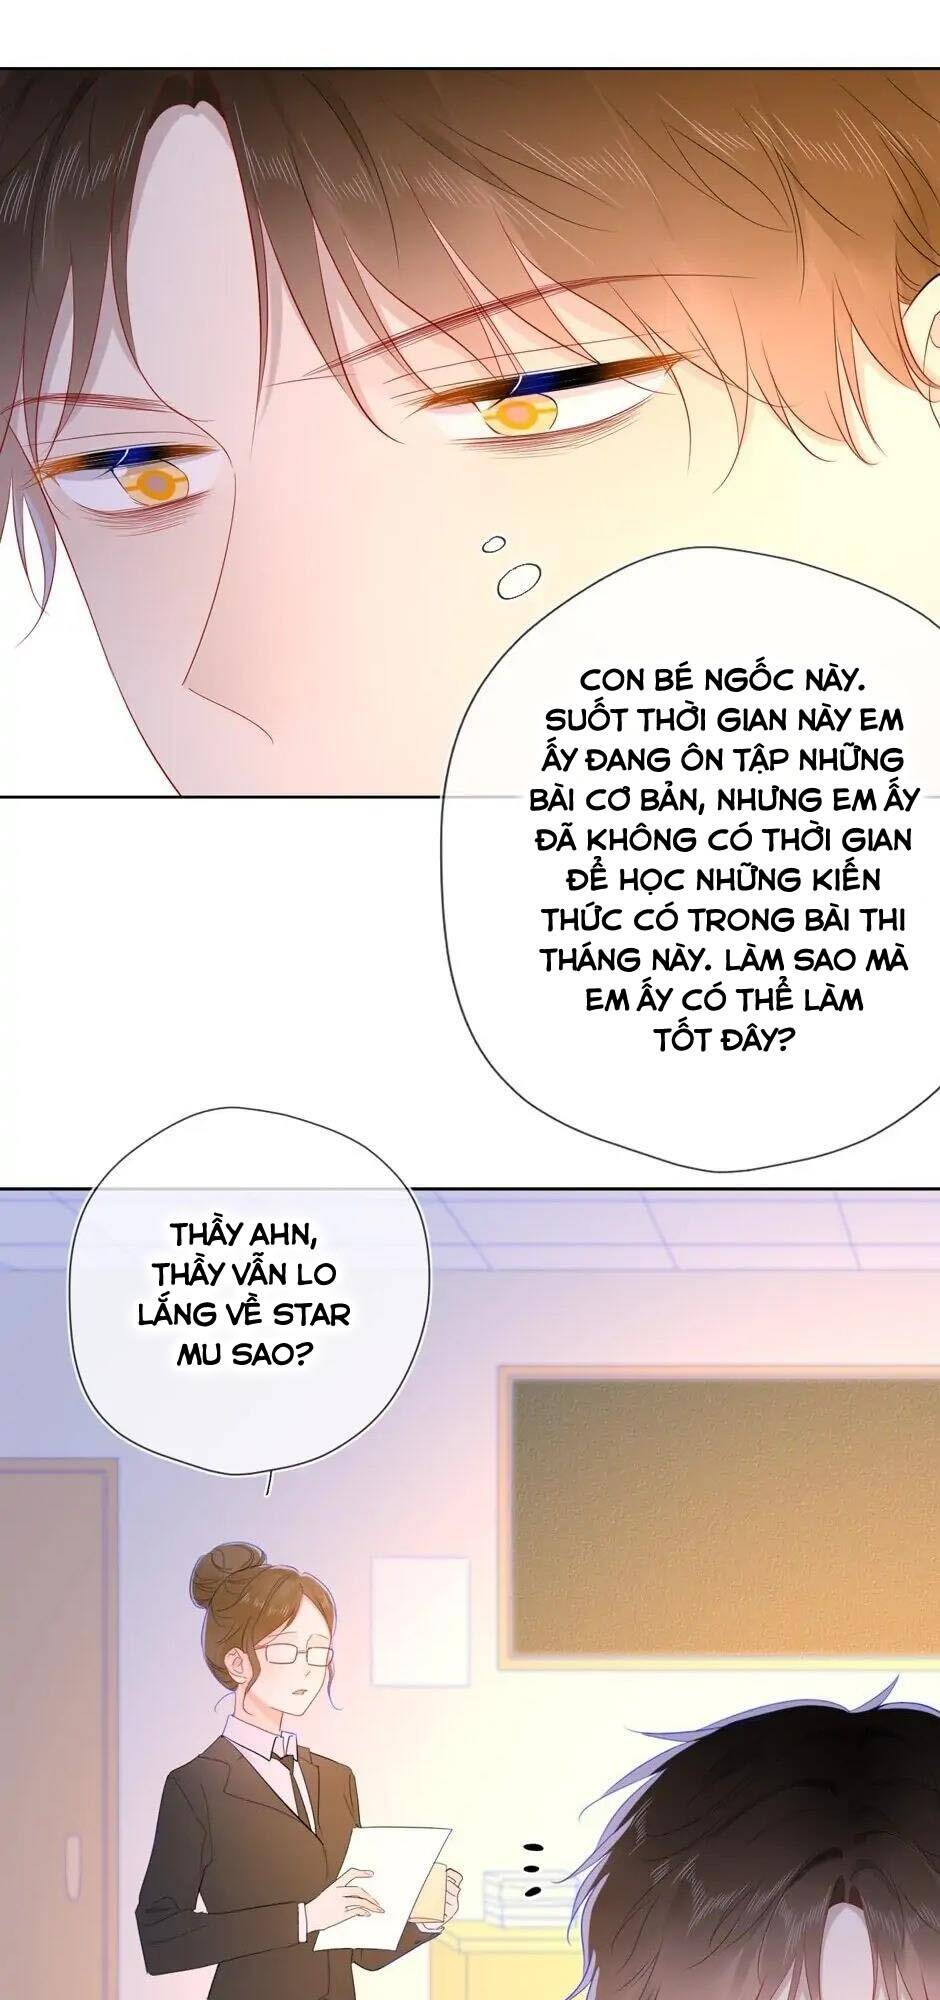 CON BÉ NGỐC NÀY.
SUỐT THỜI GIAN NÀY EM
ẤY ĐANG ÔN TẬP NHỮNG
BÀI CƠ BẢN, NHƯNG EM ẤY
ĐÃ KHÔNG CÓ THỜI GIAN
ĐỂ HỌC NHỮNG KIẾN
THỨC CÓ TRONG BÀI THI
THÁNG NÀY. LÀM SAO MÀ
EM ẤY CÓ THỂ LÀM
TỐT ĐÂY?
THẦY AHN,
THẦY VẪN LO
LẮNG VỀ STAR
MU SAO?